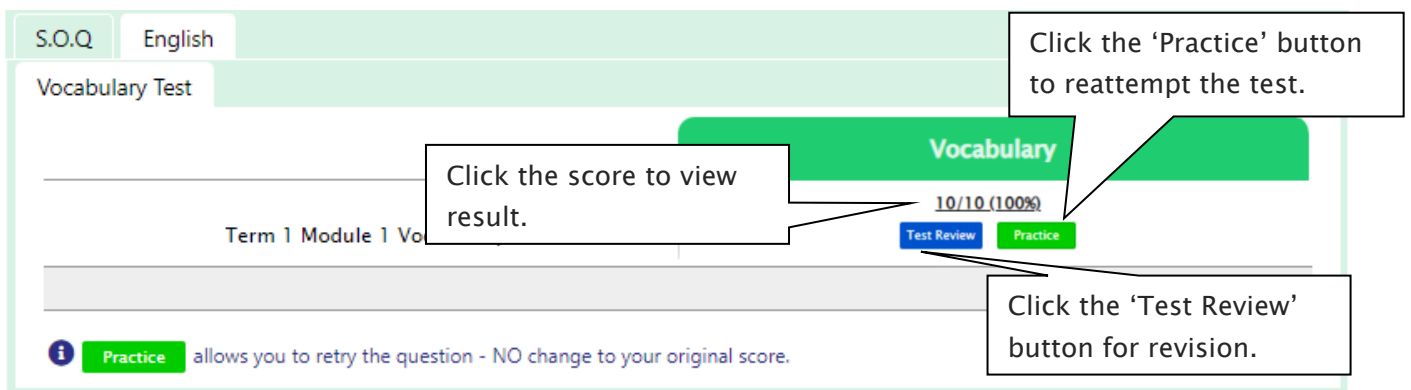 S.O.Q English
Click the ‘Practice’ button
to reattempt the test.
Vocabulary Test
Vocabulary
Click the score to view
result.
10/10 (100%)
Term 1 Module 1
Test Review Practice
Click the ‘Test Review’
button for revision.
Practice allows you to retry the question - NO change to your original score.